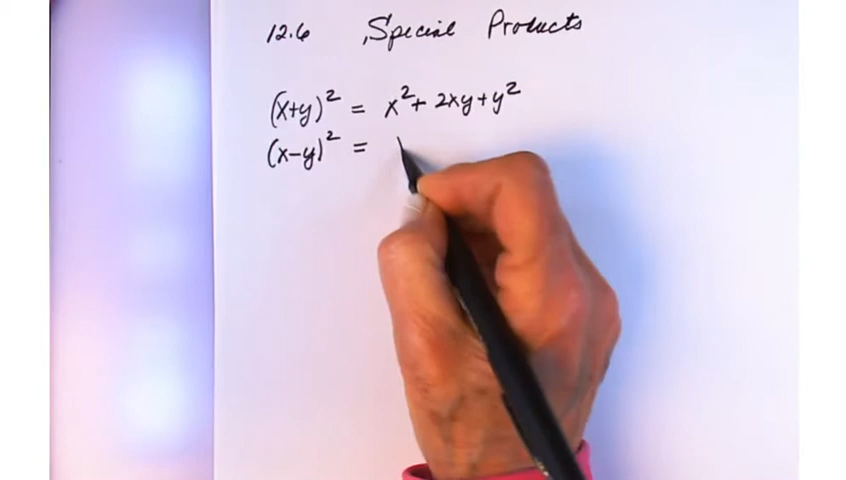 12.6 Special Products
(x+y)² = x² + 2xy + y²
(x-y)² =